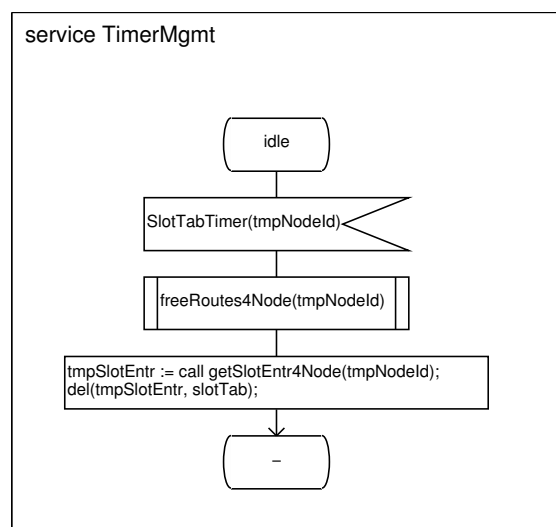 service TimerMgmt
idle
SlotTabTimer(tmpNodeId)
freeRoutes4Node(tmpNodeId)
tmpSlotEntr := call getSlotEntr4Node(tmpNodeId);
del(tmpSlotEntr, slotTab);
–